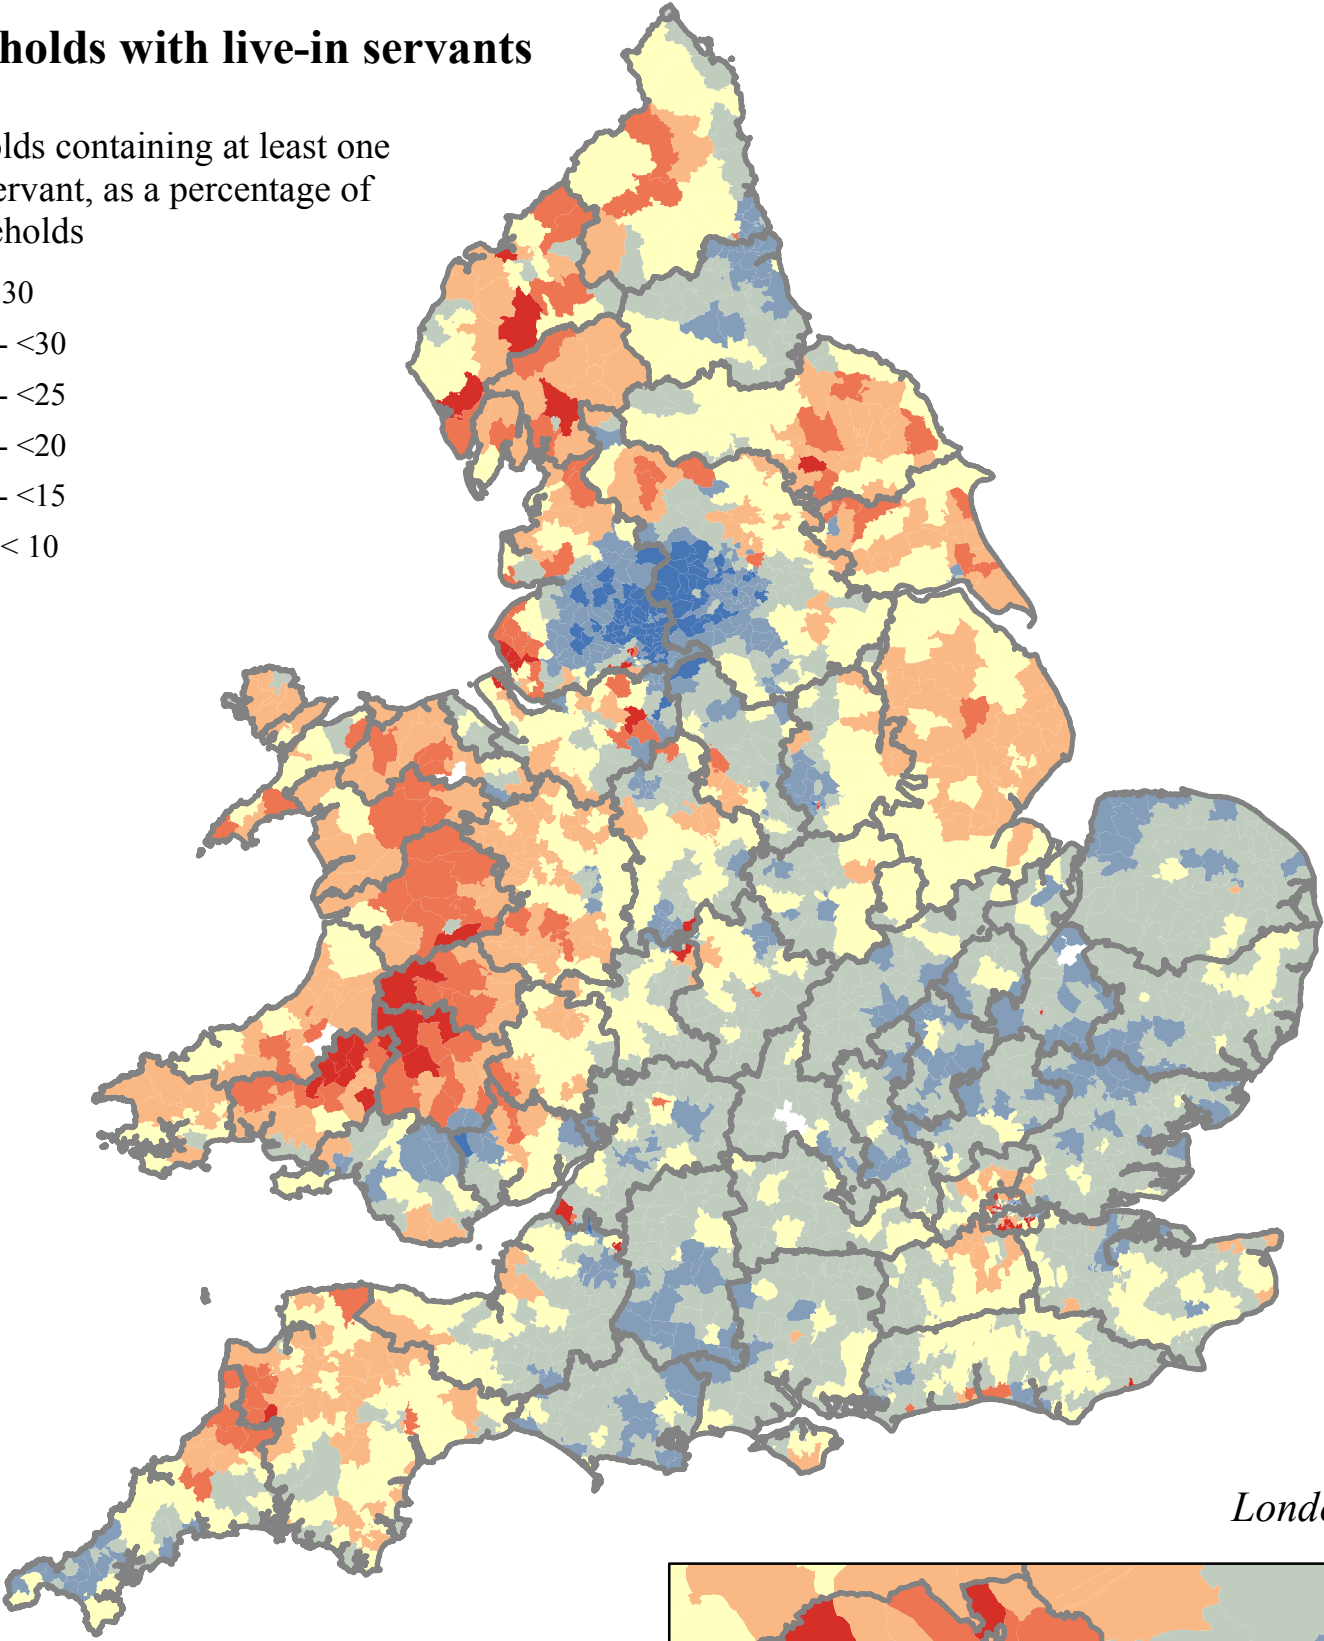 holds with live-in servants
olds containing at least one
ervant, as a percentage of
eholds
30
- <30
- <25
- <20
- <15
< 10
Londo